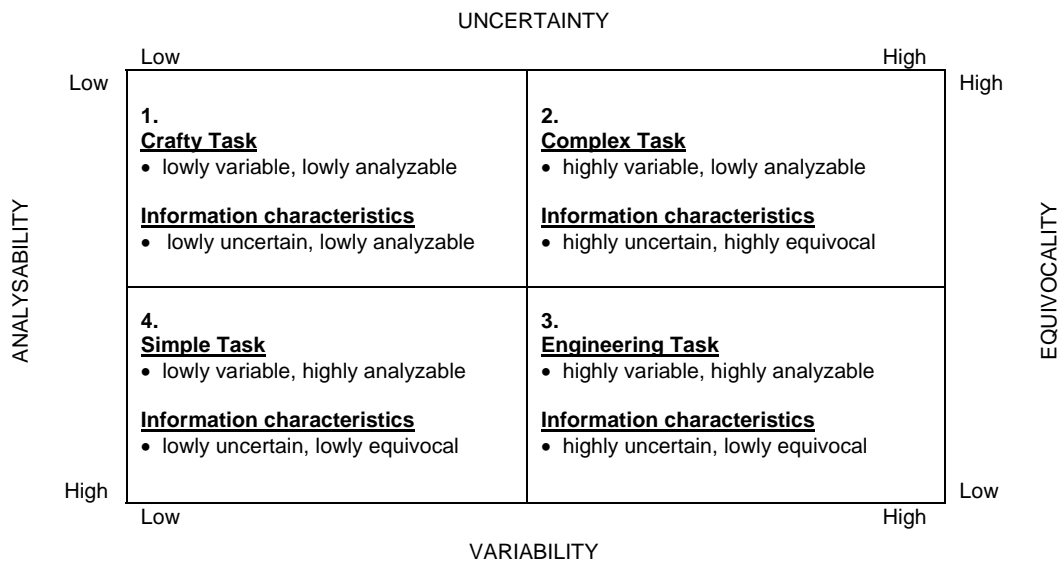 UNCERTAINTY
Low High
Low High
1.
Crafty Task
• lowly variable, lowly analyzable
Information characteristics
• lowly uncertain, lowly analyzable
2.
Complex Task
• highly variable, lowly analyzable
Information characteristics
• highly uncertain, highly equivocal
ANALYSABILITY
EQUIVOCALITY
4.
Simple Task
• lowly variable, highly analyzable
Information characteristics
• lowly uncertain, lowly equivocal
3.
Engineering Task
• highly variable, highly analyzable
Information characteristics
• highly uncertain, lowly equivocal
High Low
Low High
VARIABILITY